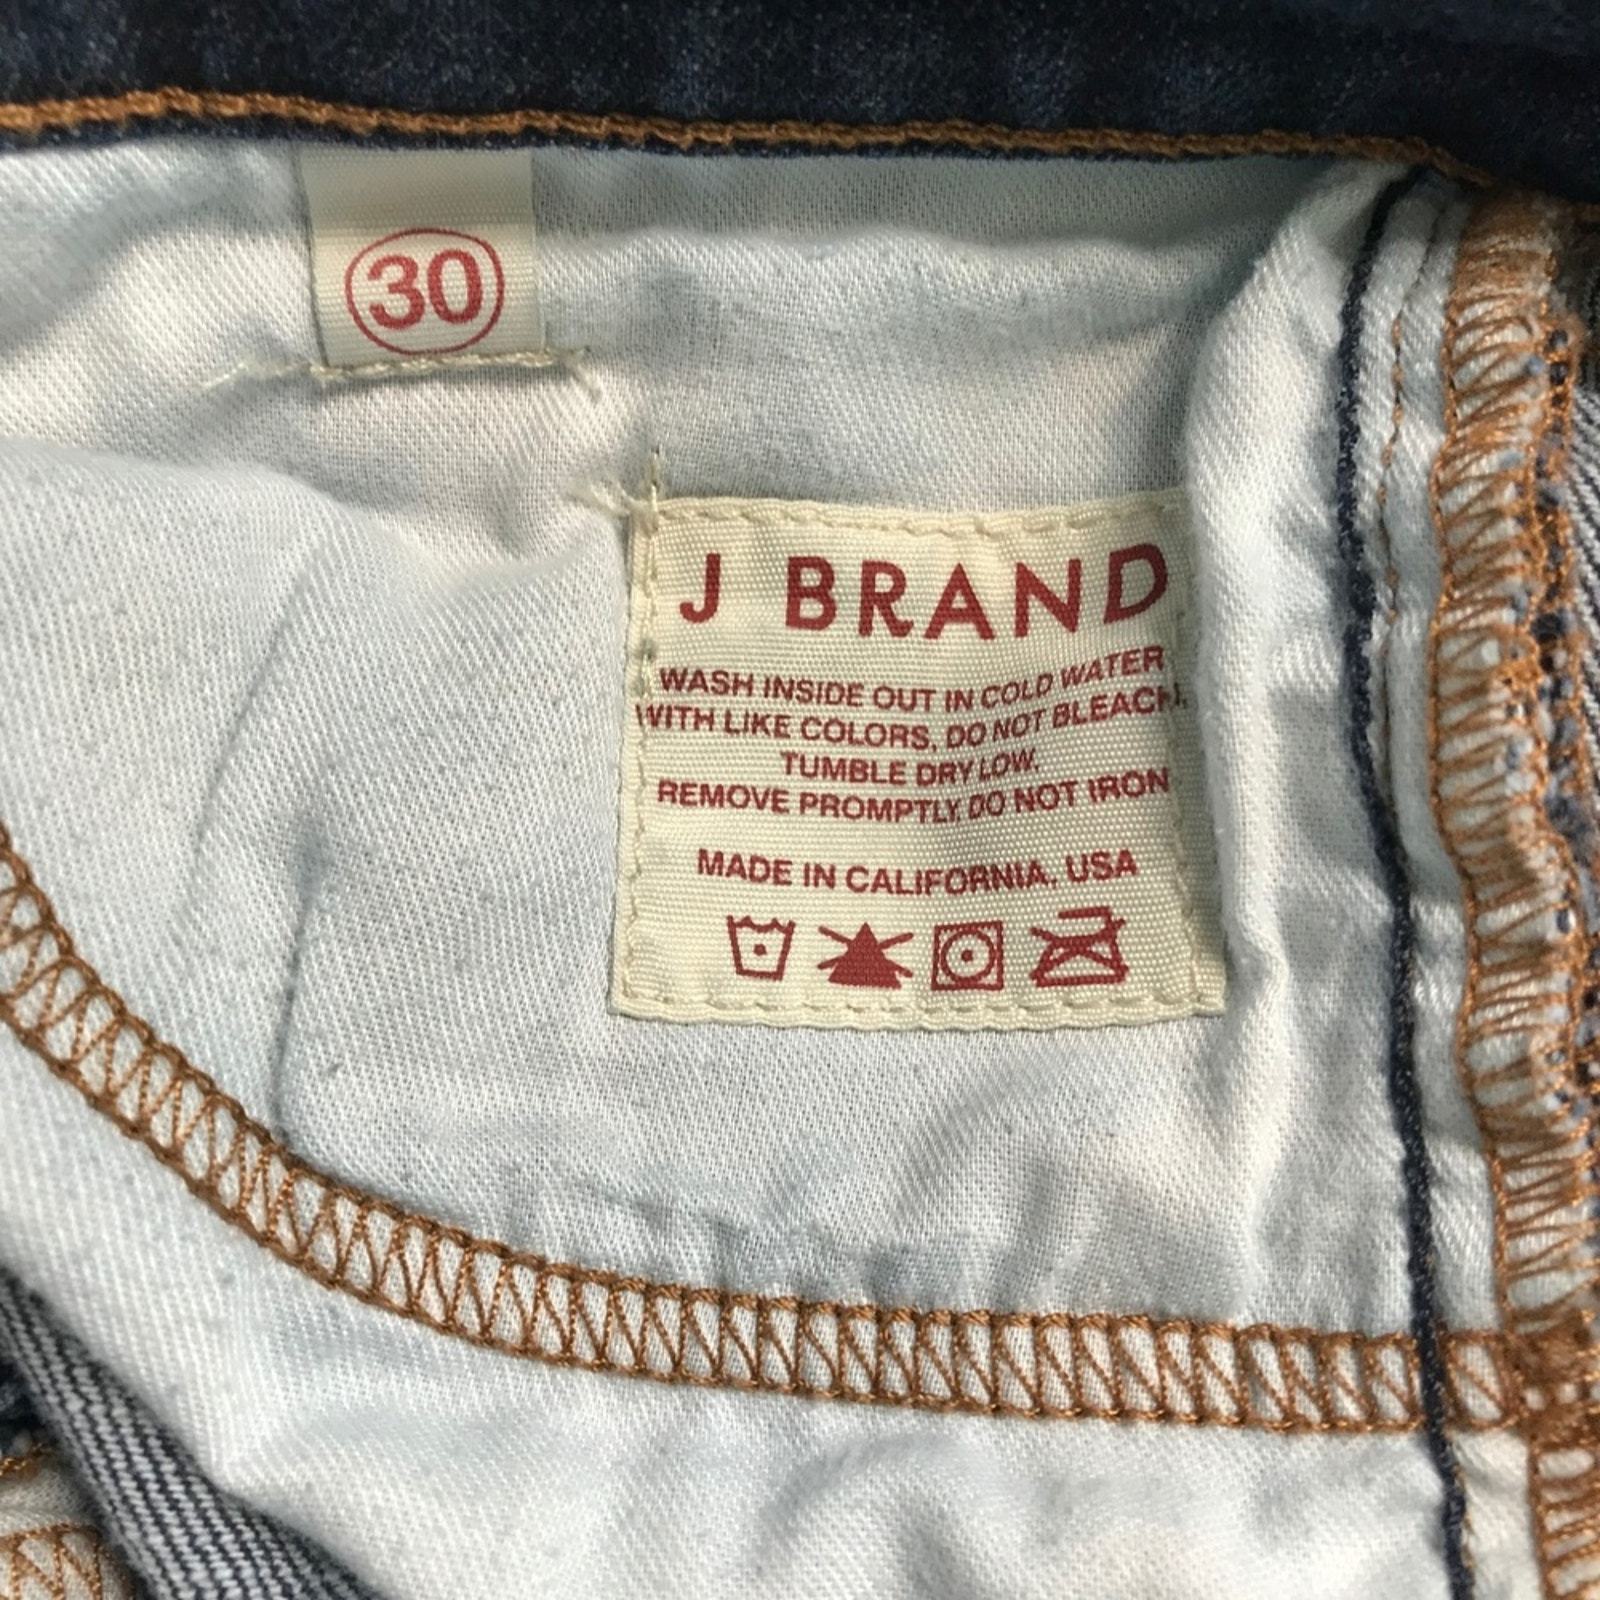 30
J BRAND
WASH INSIDE OUT IN COLD WATER
WITH LIKE COLORS, DO NOT BLEACH,
TUMBLE DRY LOW.
REMOVE PROMPTLY. DO NOT IRON
MADE IN CALIFORNIA, USA